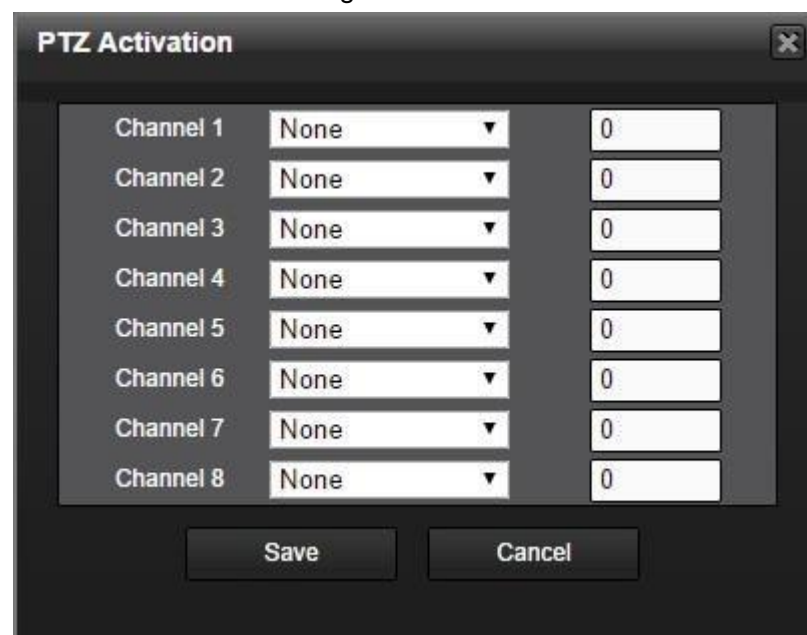 PTZ Activation
Channel 1 None 0
Channel 2 None 0
Channel 3 None 0
Channel 4 None 0
Channel 5 None 0
Channel 6 None 0
Channel 7 None 0
Channel 8 None 0
Save Cancel